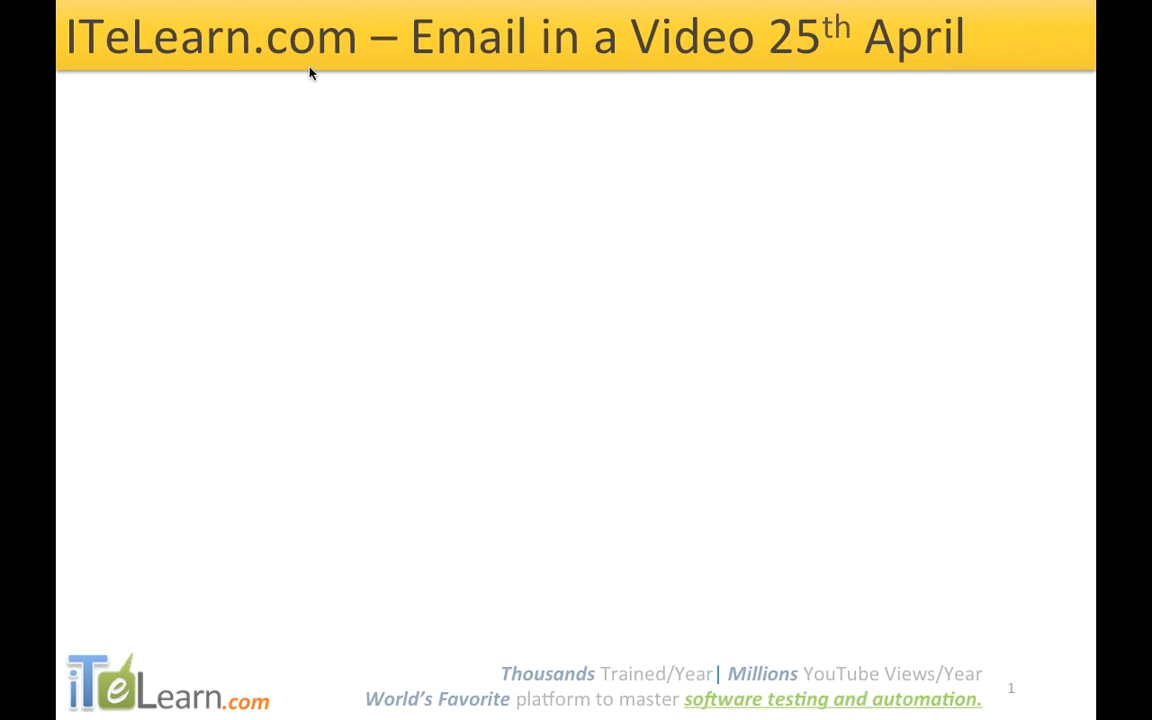 ITeLearn.com – Email in a Video 25th April
Thousands Trained/Year| Millions YouTube Views/Year
iTeLearn.com World's Favorite platform to master software testing and automation.
1